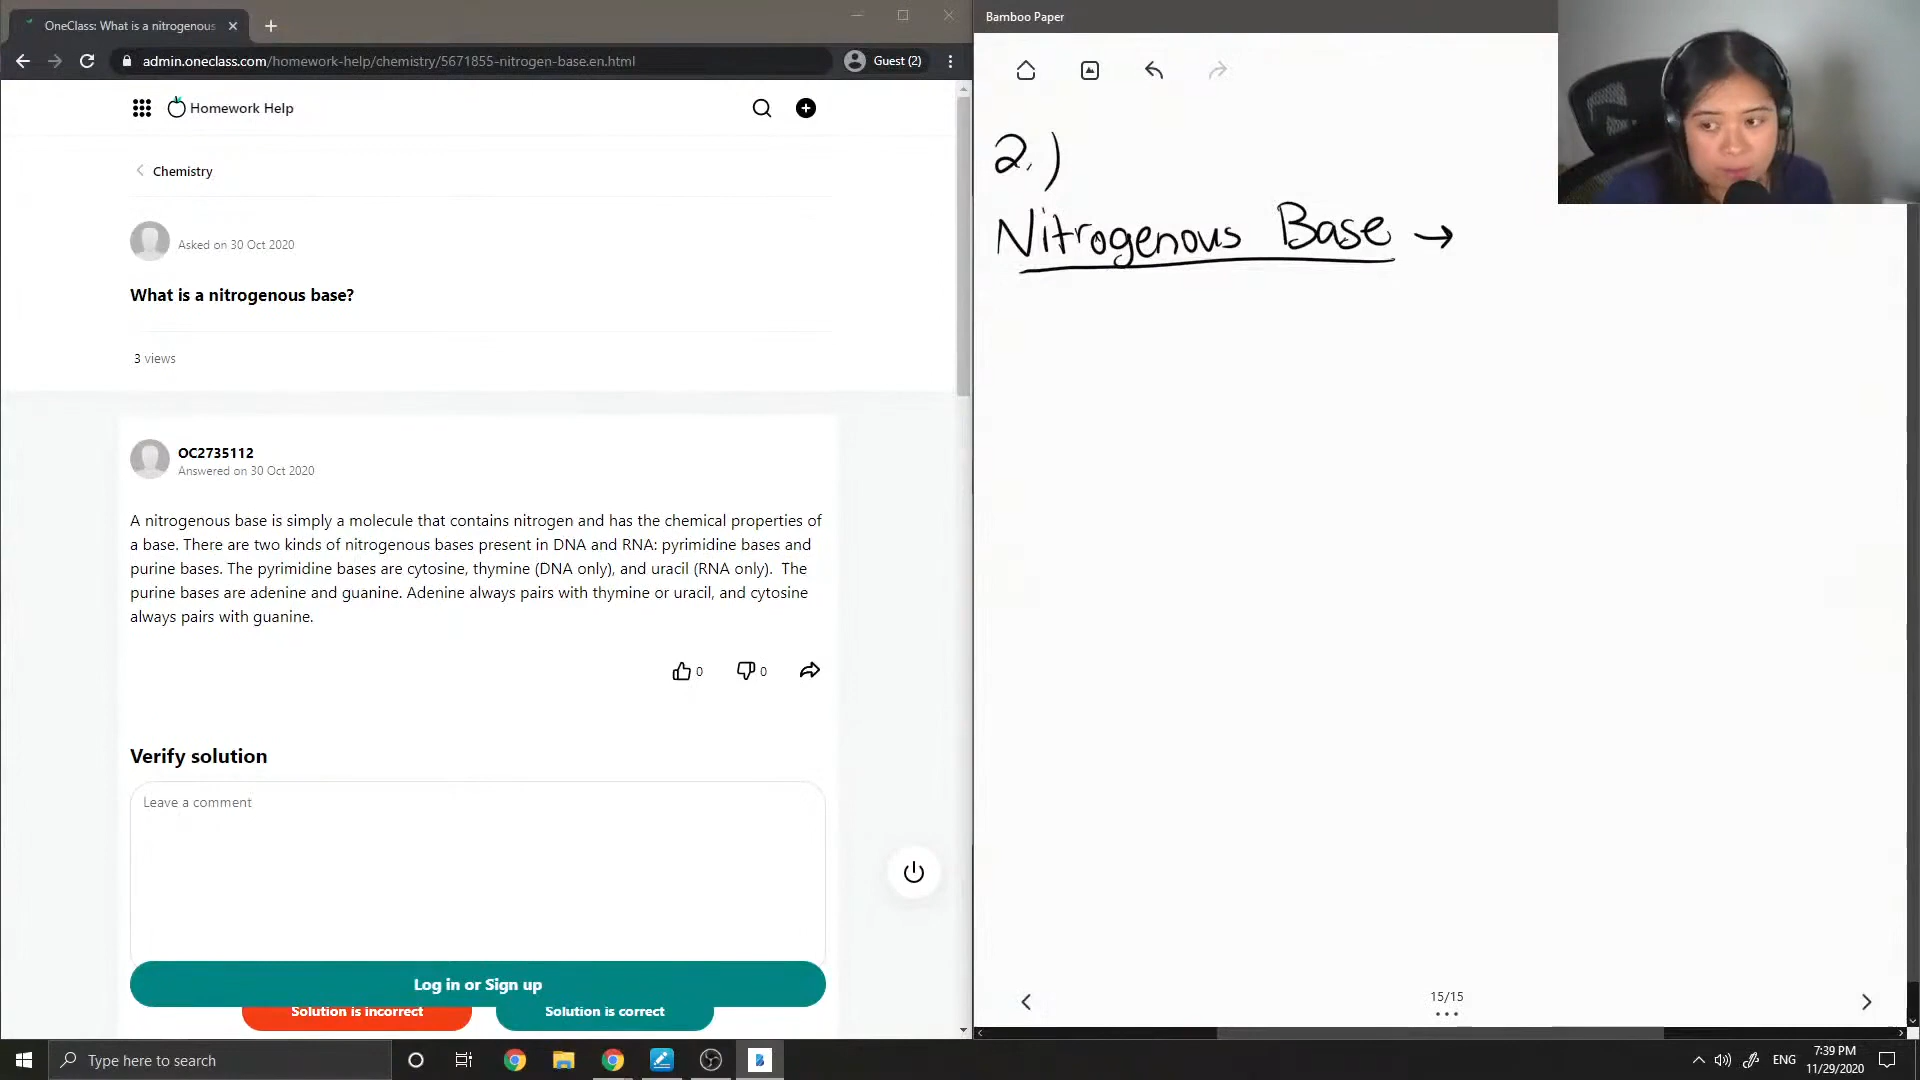 OneClass: What is a nitrogenous
Bamboo Paper
admin.oneclass.com/homework-help/chemistry/5671855-nitrogen-base.en.html
Guest (2)
Homework Help
Chemistry
Asked on 30 Oct 2020
What is a nitrogenous base?
3 views
OC2735112
Answered on 30 Oct 2020
A nitrogenous base is simply a molecule that contains nitrogen and has the chemical properties of
a base. There are two kinds of nitrogenous bases present in DNA and RNA: pyrimidine bases and
purine bases. The pyrimidine bases are cytosine, thymine (DNA only), and uracil (RNA only).  The
purine bases are adenine and guanine. Adenine always pairs with thymine or uracil, and cytosine
always pairs with guanine.
0
0
Verify solution
Leave a comment
Log in or Sign up
Solution is incorrect
Solution is correct
2.)
Nitrogenous Base →
15/15
Type here to search
ENG
7:39 PM
11/29/2020